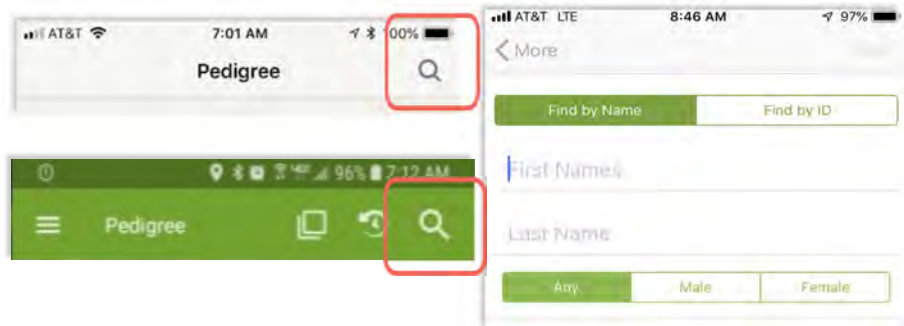 AT&T 7:01 AM 100%
Pedigree
96% 7:12 AM
Pedigree
AT&T LTE 8:46 AM 97%
More
Find by Name Find by ID
First Names
Last Name
Any Male Female